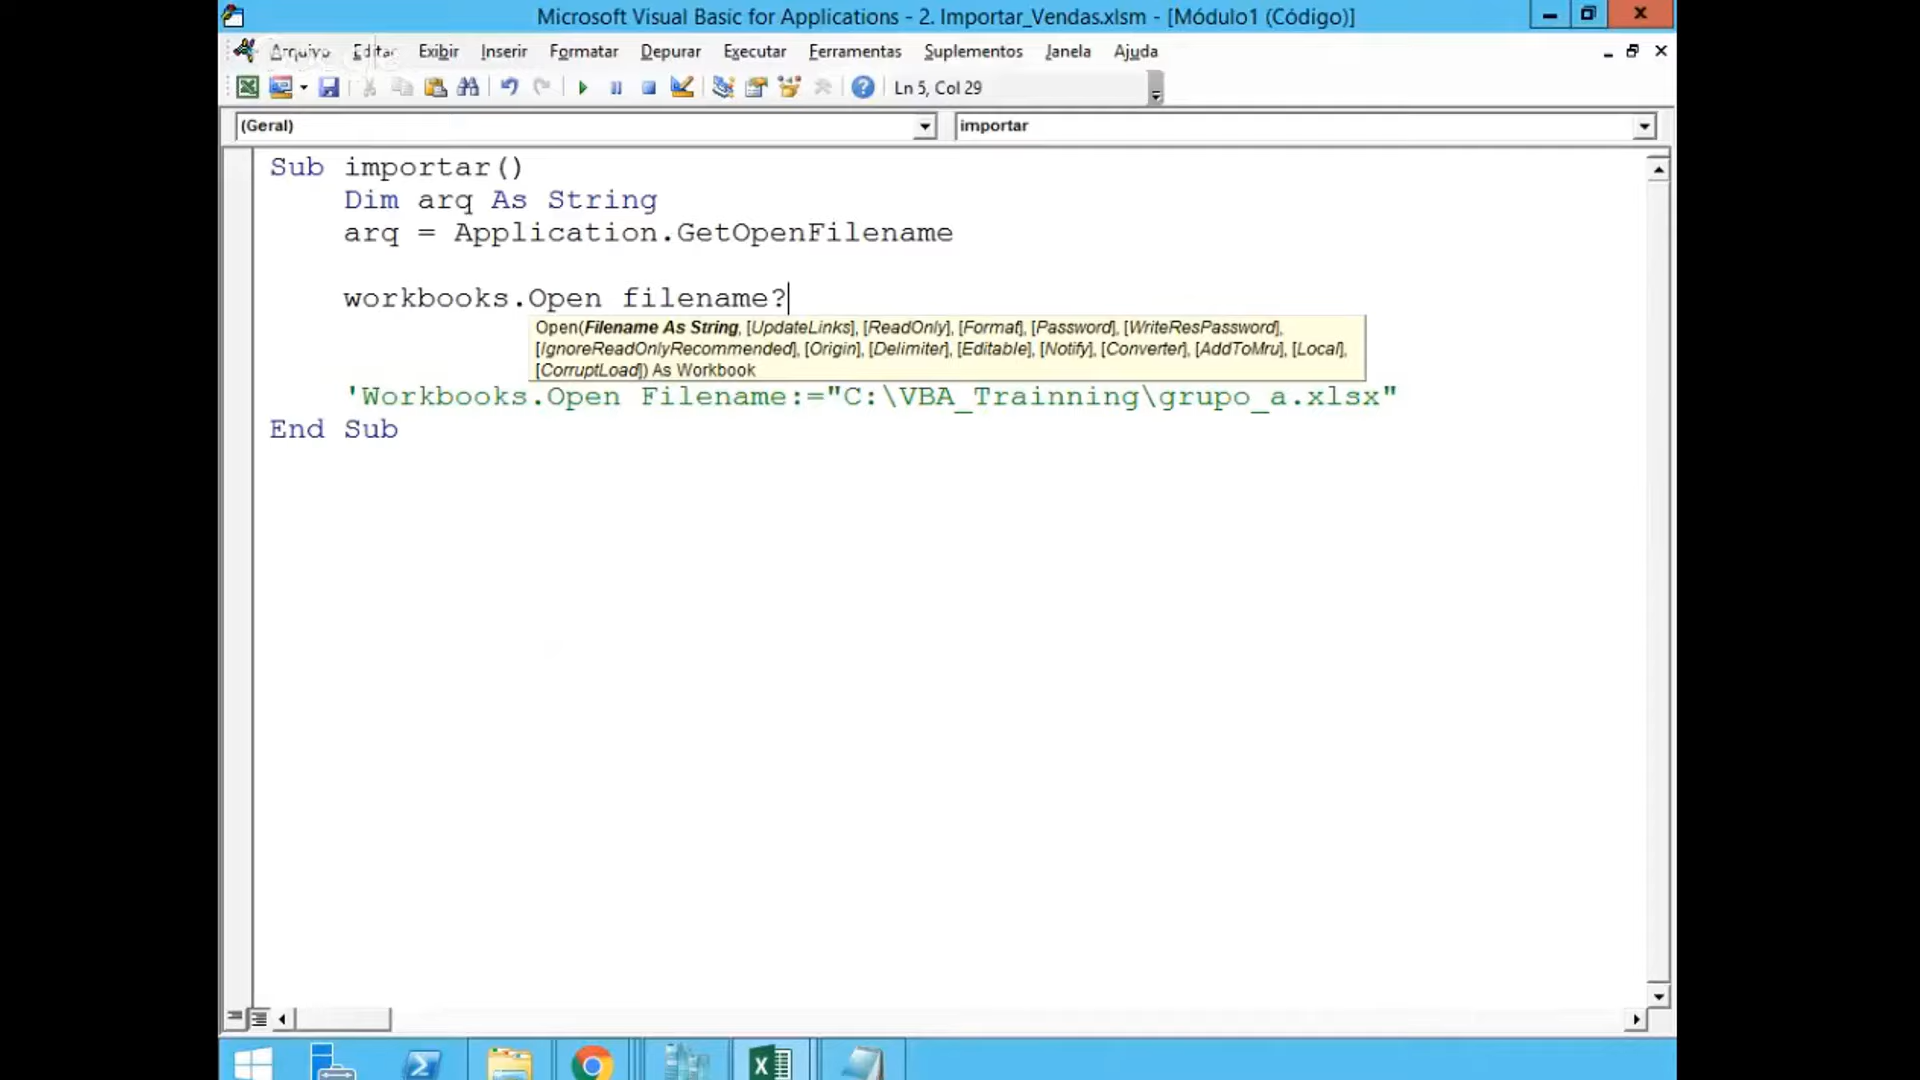 Microsoft Visual Basic for Applications - 2. Importar_Vendas.xlsm - [Módulo1 (Código)]
Arquivo Editar Exibir Inserir Formatar Depurar Executar Ferramentas Suplementos Janela Ajuda
Ln 5, Col 29
(Geral) importar
Sub importar()
Dim arq As String
arq = Application.GetOpenFilename
workbooks.Open filename?
Open(Filename As String, [UpdateLinks], [ReadOnly], [Format], [Password], [WriteResPassword],
[IgnoreReadOnlyRecommended], [Origin], [Delimiter], [Editable], [Notify], [Converter], [AddToMru], [Local],
[CorruptLoad]) As Workbook
'Workbooks.Open Filename:="C:\VBA_Trainning\grupo_a.xlsx"
End Sub